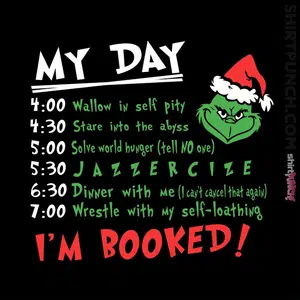 MY DAY
4:00 Wallow in self pity
4:30 Stare into the abyss
5:00 Solve world hunger (tell NO one)
5:30 JAZZERCIZE
6:30 Dinner with me (I can't cancel that again)
7:00 Wrestle with my self-loathing
I'M BOOKED!
SHIRTPUNCH.COM
shirt
PUNCH!